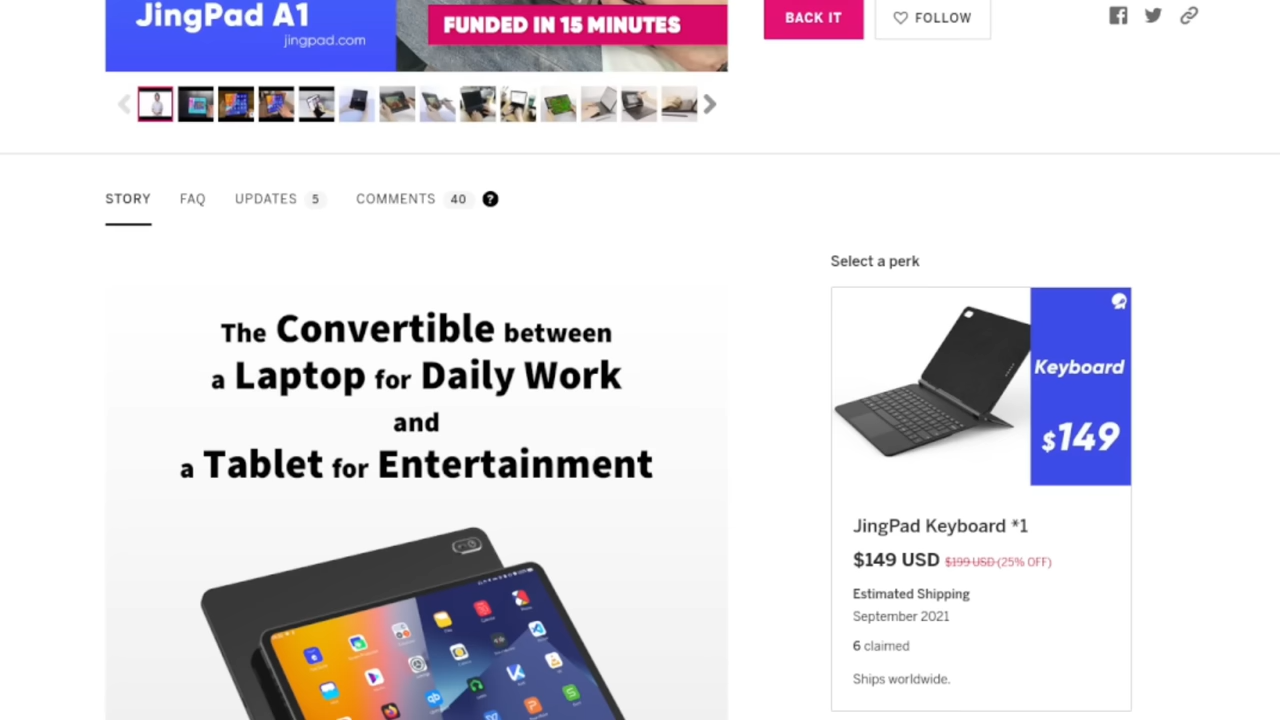 JingPad A1
jingpad.com
FUNDED IN 15 MINUTES
BACK IT
FOLLOW
STORY
FAQ
UPDATES 5
COMMENTS 40 ?
Select a perk
The Convertible between
a Laptop for Daily Work
and
a Tablet for Entertainment
Keyboard
$149
JingPad Keyboard *1
$149 USD $199 USD (25% OFF)
Estimated Shipping
September 2021
6 claimed
Ships worldwide.